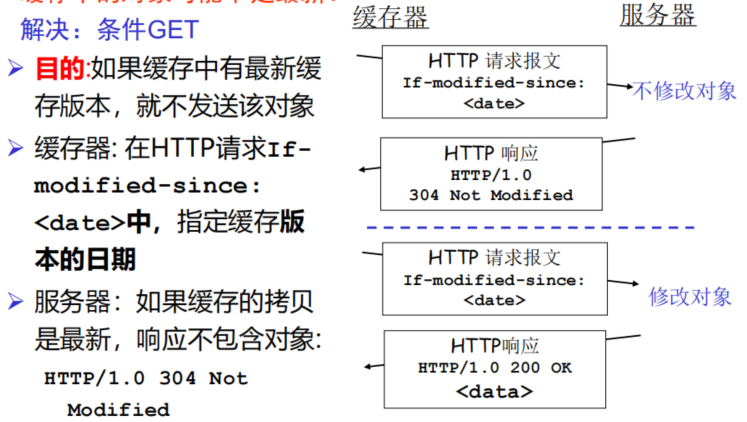 解决：条件GET
➢ 目的:如果缓存中有最新缓
存版本，就不发送该对象
➢ 缓存器: 在HTTP请求If-
modified-since:
<date>中，指定缓存版
本的日期
➢ 服务器：如果缓存的拷贝
是最新，响应不包含对象:
HTTP/1.0 304 Not
Modified
缓存器
服务器
HTTP 请求报文
If-modified-since:
<date>
不修改对象
HTTP 响应
HTTP/1.0
304 Not Modified
HTTP 请求报文
If-modified-since:
<date>
修改对象
HTTP响应
HTTP/1.0 200 OK
<data>